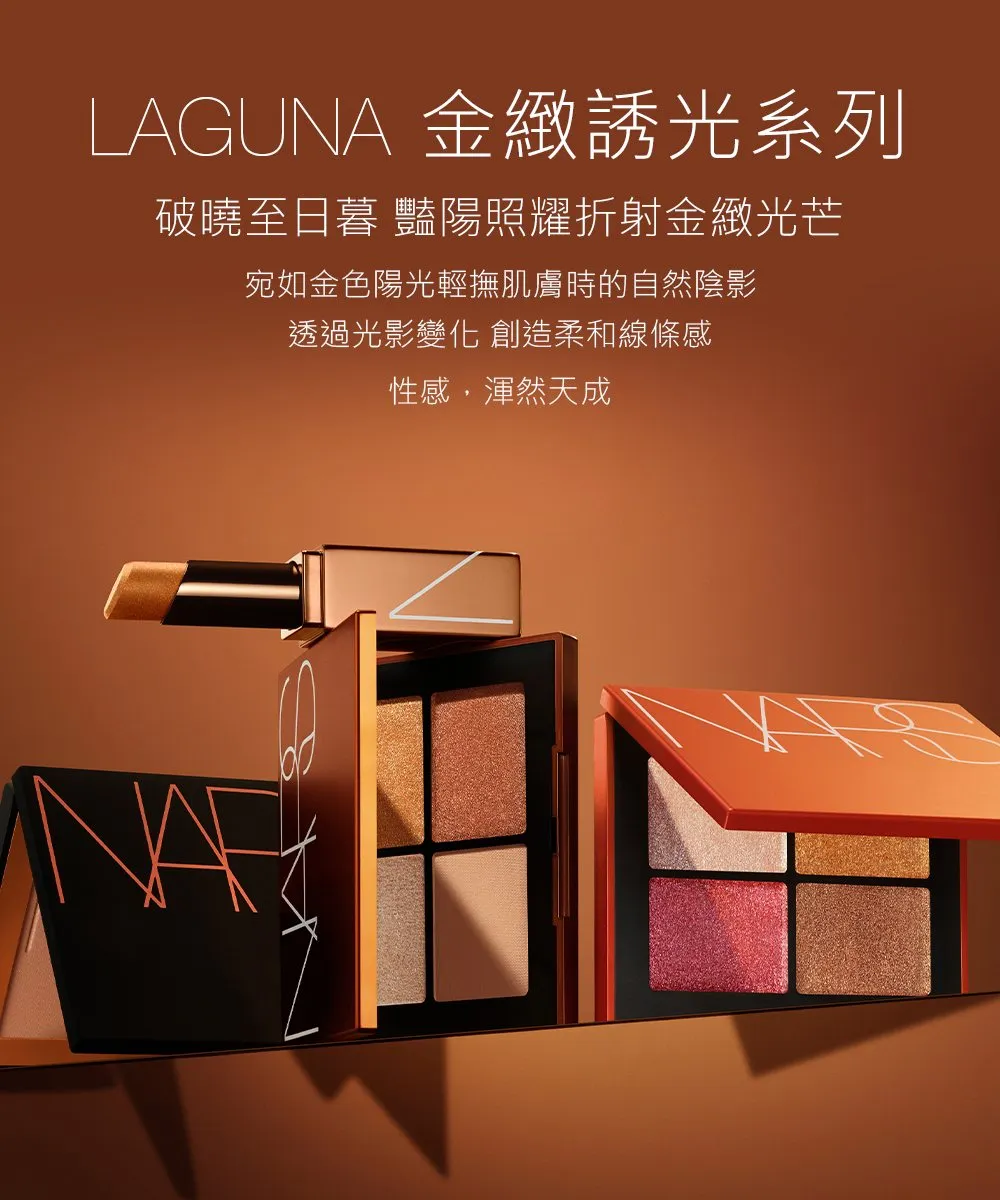 LAGUNA 金緻誘光系列
破曉至日暮 豔陽照耀折射金緻光芒
宛如金色陽光輕撫肌膚時的自然陰影
透過光影變化 創造柔和線條感
性感，渾然天成
NARS
NARS
NARS